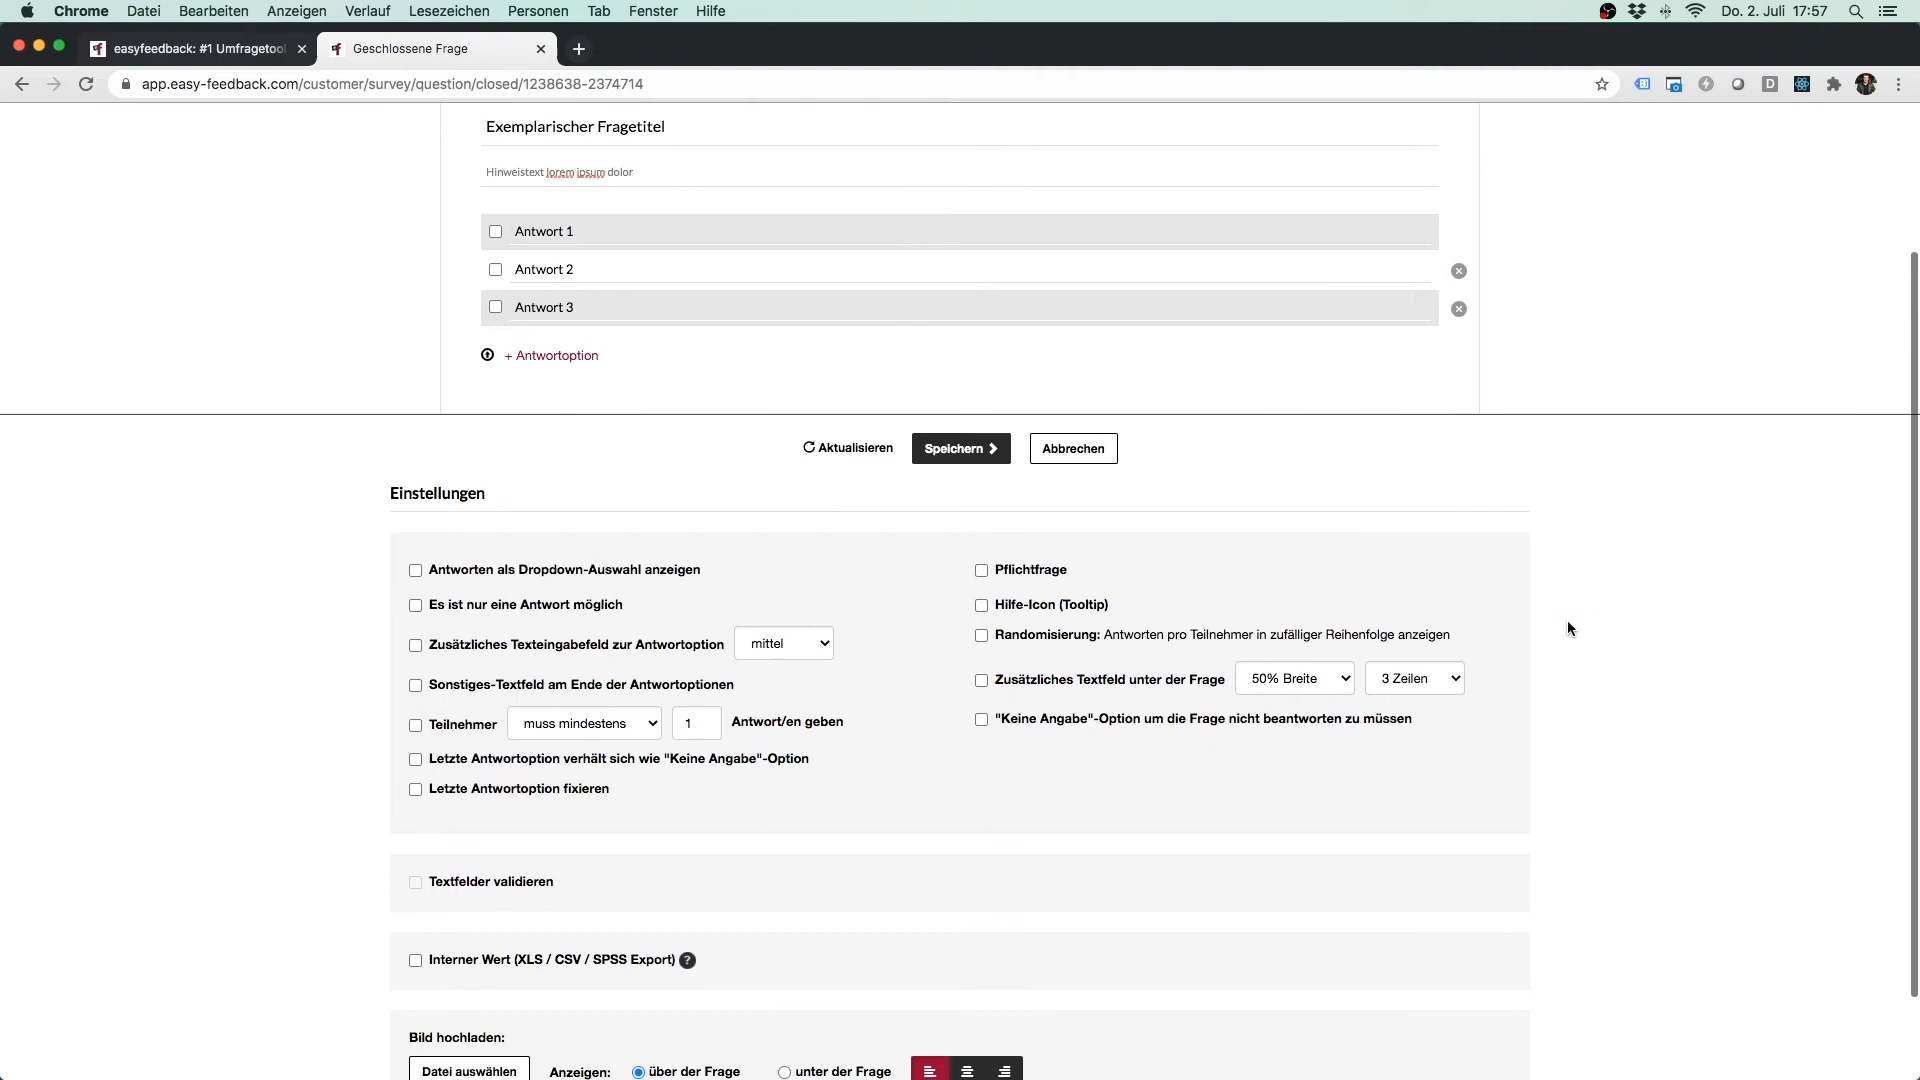 Chrome Datei Bearbeiten Anzeigen Verlauf Lesezeichen Personen Tab Fenster Hilfe Do. 2. Juli 17:57
easyfeedback: #1 Umfragetool Geschlossene Frage
app.easy-feedback.com/customer/survey/question/closed/1238638-2374714
Exemplarischer Fragetitel
Hinweistext lorem ipsum dolor
Antwort 1
Antwort 2
Antwort 3
+ Antwortoption
Aktualisieren Speichern Abbrechen
Einstellungen
Antworten als Dropdown-Auswahl anzeigen
Es ist nur eine Antwort möglich
Zusätzliches Texteingabefeld zur Antwortoption mittel
Sonstiges-Textfeld am Ende der Antwortoptionen
Teilnehmer muss mindestens 1 Antwort/en geben
Letzte Antwortoption verhält sich wie "Keine Angabe"-Option
Letzte Antwortoption fixieren
Pflichtfrage
Hilfe-Icon (Tooltip)
Randomisierung: Antworten pro Teilnehmer in zufälliger Reihenfolge anzeigen
Zusätzliches Textfeld unter der Frage 50% Breite 3 Zeilen
"Keine Angabe"-Option um die Frage nicht beantworten zu müssen
Textfelder validieren
Interner Wert (XLS / CSV / SPSS Export) ?
Bild hochladen:
Datei auswählen Anzeigen: über der Frage unter der Frage